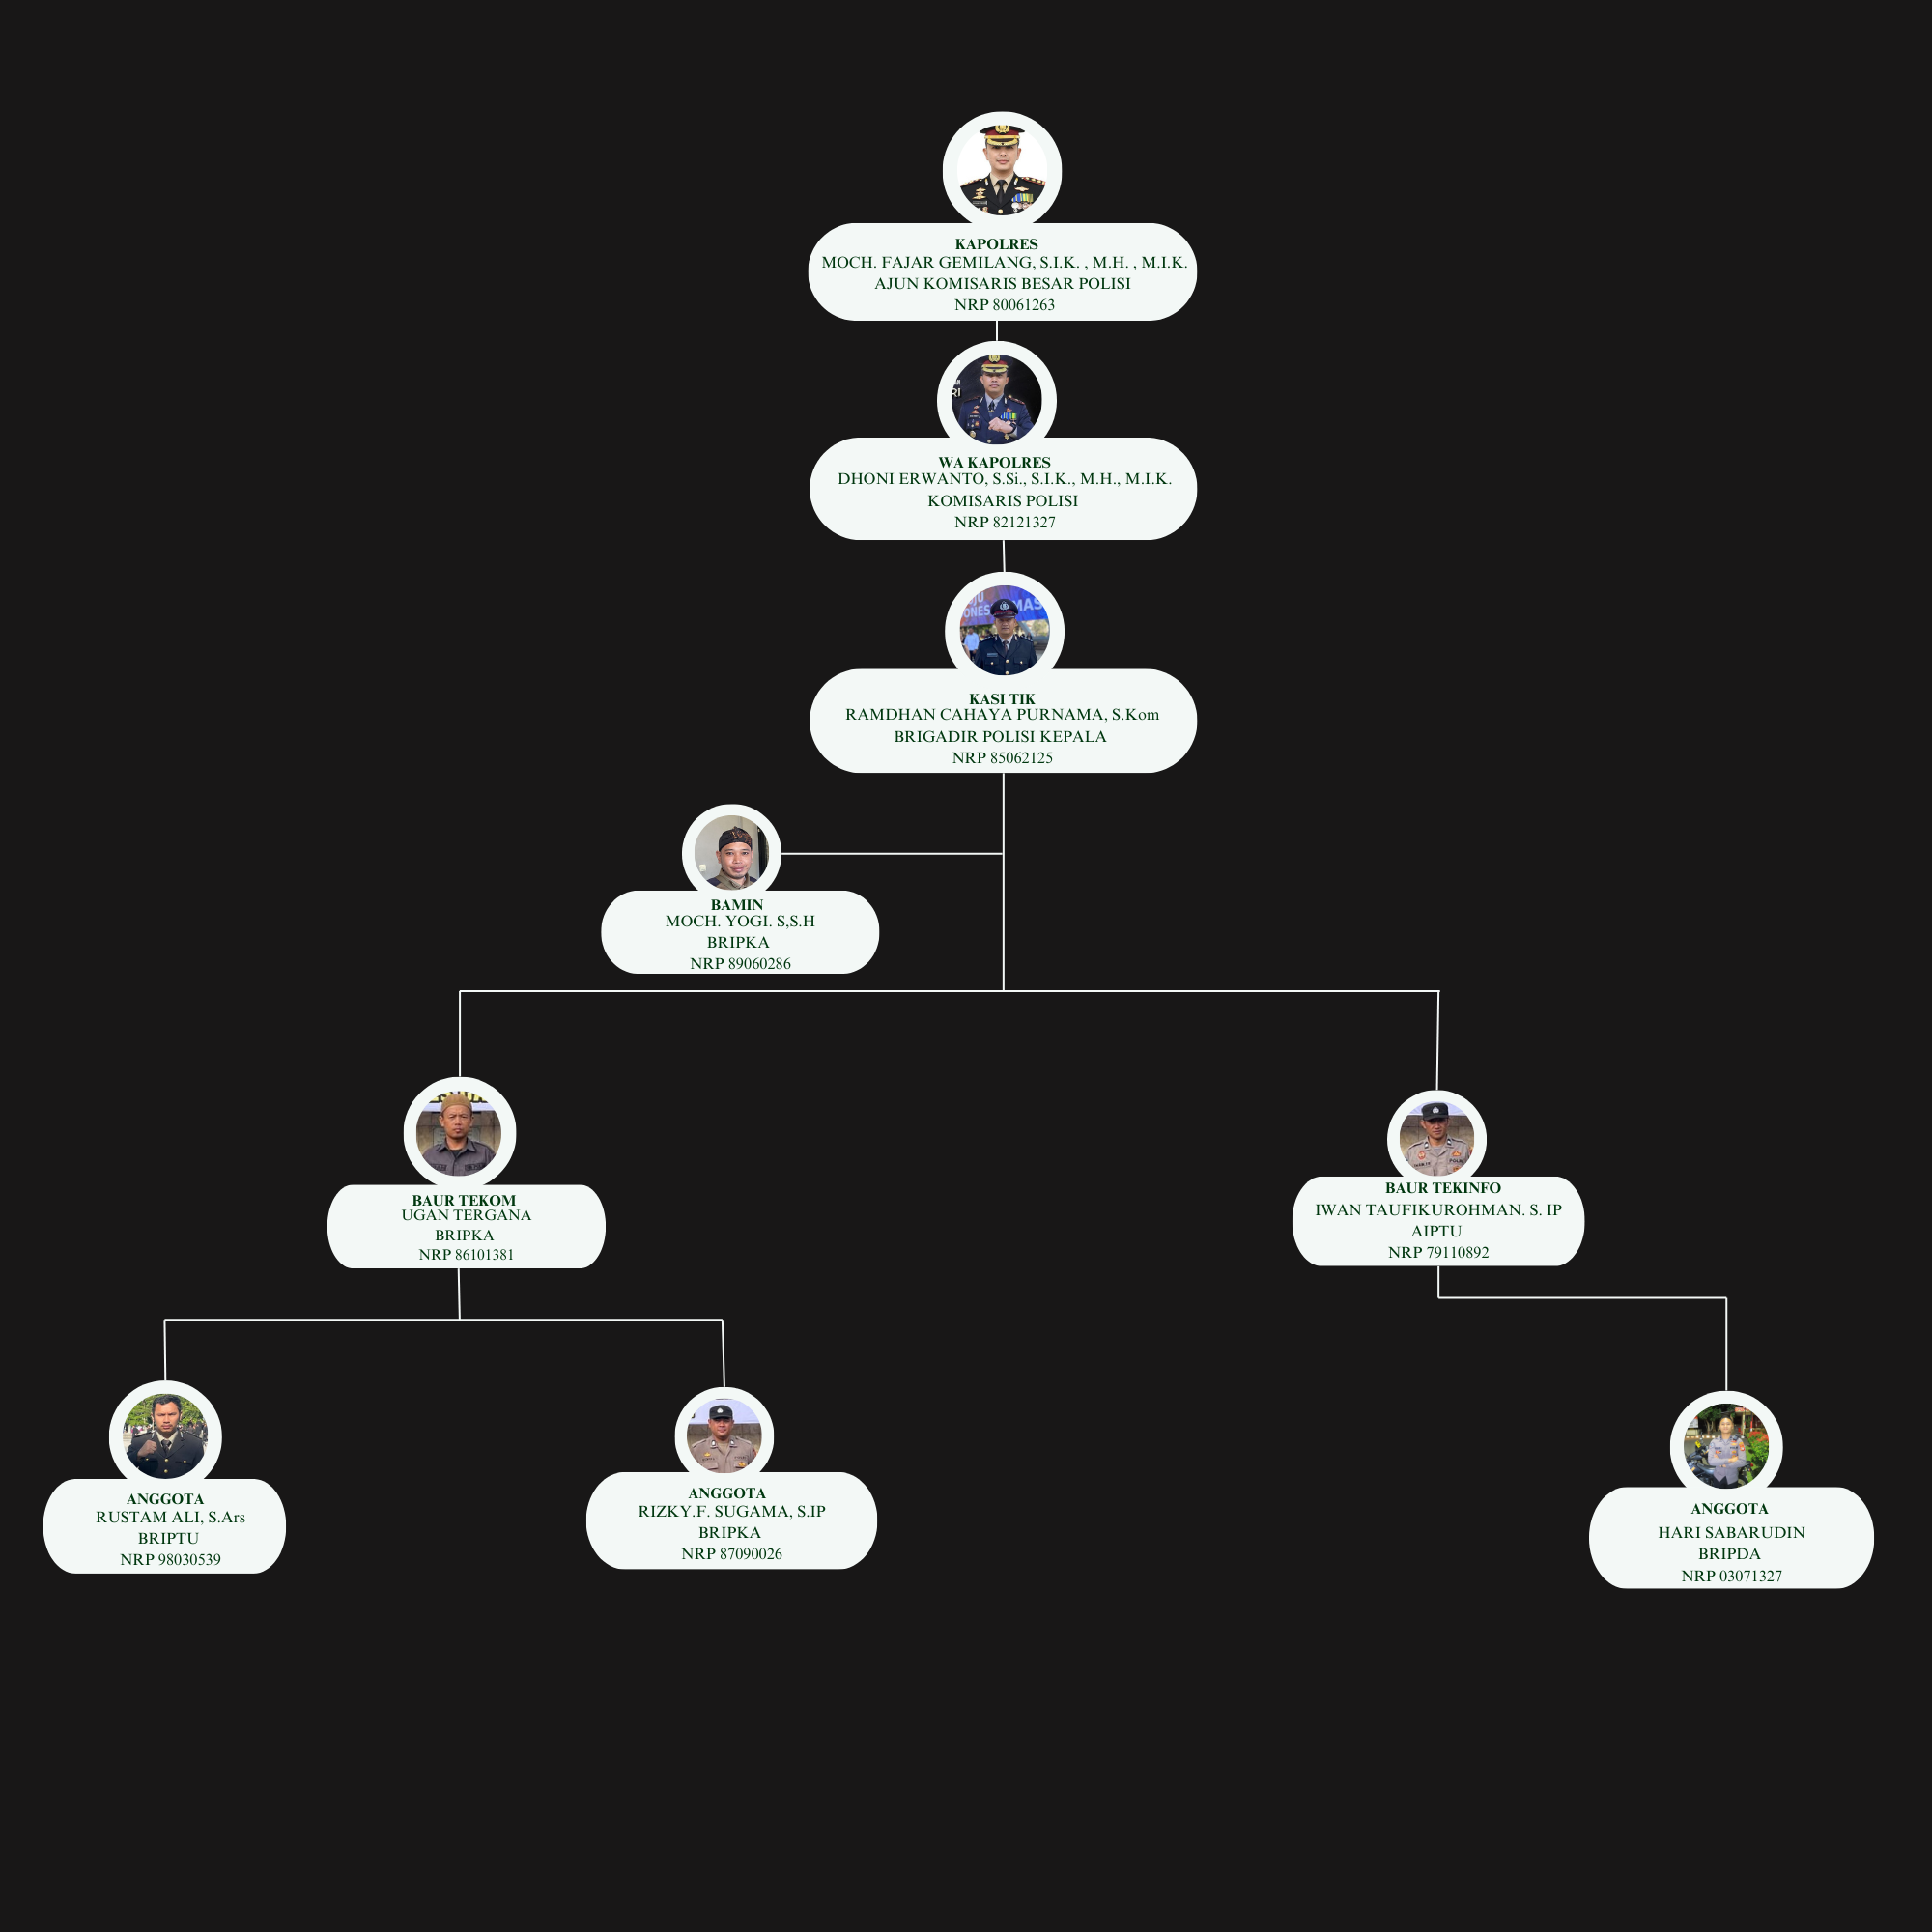 KAPOLRES
MOCH. FAJAR GEMILANG, S.I.K. , M.H. , M.I.K.
AJUN KOMISARIS BESAR POLISI
NRP 80061263
WA KAPOLRES
DHONI ERWANTO, S.Si., S.I.K., M.H., M.I.K.
KOMISARIS POLISI
NRP 82121327
KASI TIK
RAMDHAN CAHAYA PURNAMA, S.Kom
BRIGADIR POLISI KEPALA
NRP 85062125
BAMIN
MOCH. YOGI. S,S.H
BRIPKA
NRP 89060286
BAUR TEKOM
UGAN TERGANA
BRIPKA
NRP 86101381
BAUR TEKINFO
IWAN TAUFIKUROHMAN. S. IP
AIPTU
NRP 79110892
ANGGOTA
RUSTAM ALI, S.Ars
BRIPTU
NRP 98030539
ANGGOTA
RIZKY.F. SUGAMA, S.IP
BRIPKA
NRP 87090026
ANGGOTA
HARI SABARUDIN
BRIPDA
NRP 03071327